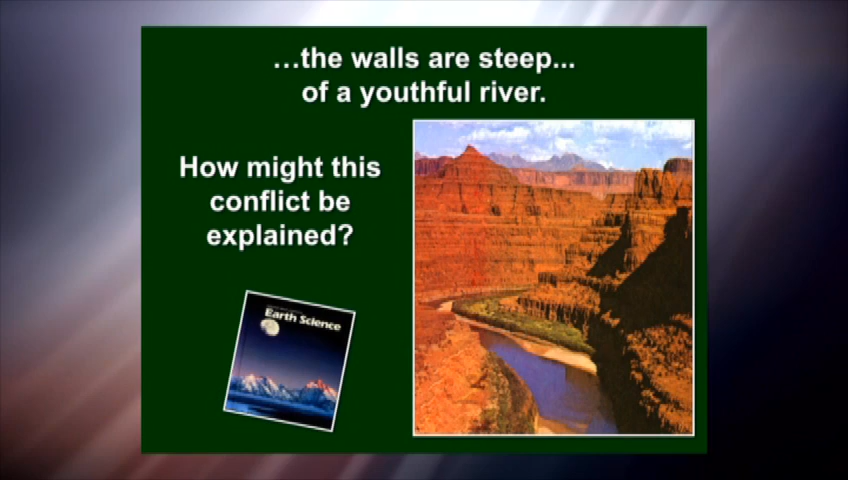 …the walls are steep...
of a youthful river.
How might this
conflict be
explained?
Earth Science